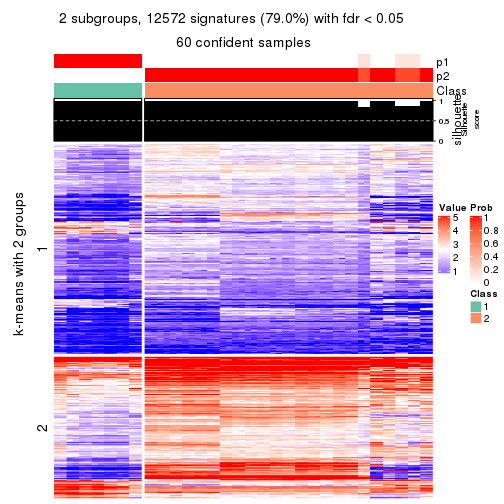 2 subgroups, 12572 signatures (79.0%) with fdr < 0.05
60 confident samples
p1
p2
Class
silhouette
Silhouette
score
1
0.5
0
k-means with 2 groups
1
2
Value
5
4
3
2
1
Prob
1
0.8
0.6
0.4
0.2
0
Class
1
2